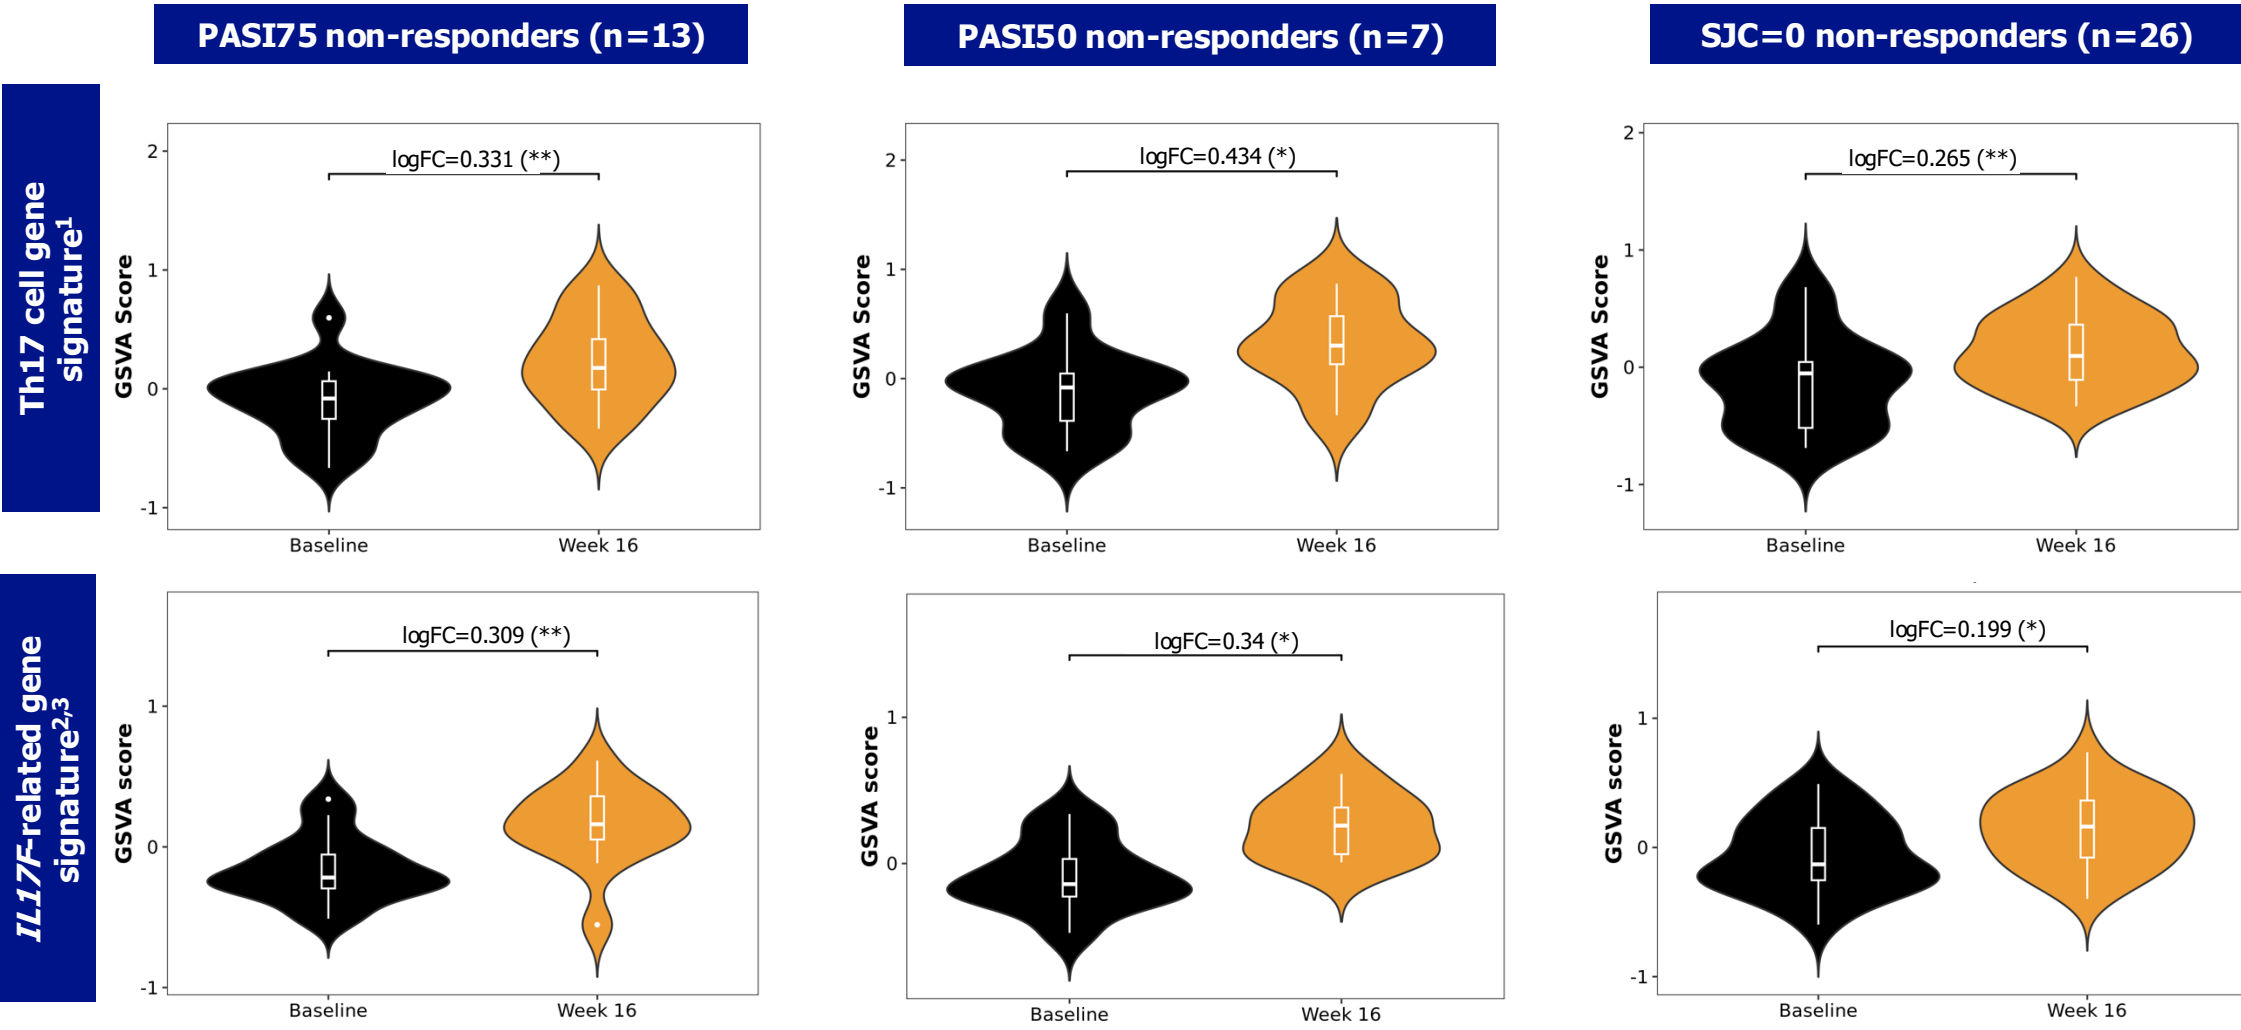 PASI75 non-responders (n=13)
PASI50 non-responders (n=7)
SJC=0 non-responders (n=26)
Th17 cell gene
signature1
2
1
0
-1
GSVA Score
logFC=0.331 (**)
Baseline
Week 16
2
1
0
-1
GSVA Score
logFC=0.434 (*)
Baseline
Week 16
2
1
0
-1
GSVA Score
logFC=0.265 (**)
Baseline
Week 16
IL17F-related gene
signature2,3
1
0
-1
GSVA score
logFC=0.309 (**)
Baseline
Week 16
1
0
GSVA score
logFC=0.34 (*)
Baseline
Week 16
1
0
-1
GSVA score
logFC=0.199 (*)
Baseline
Week 16